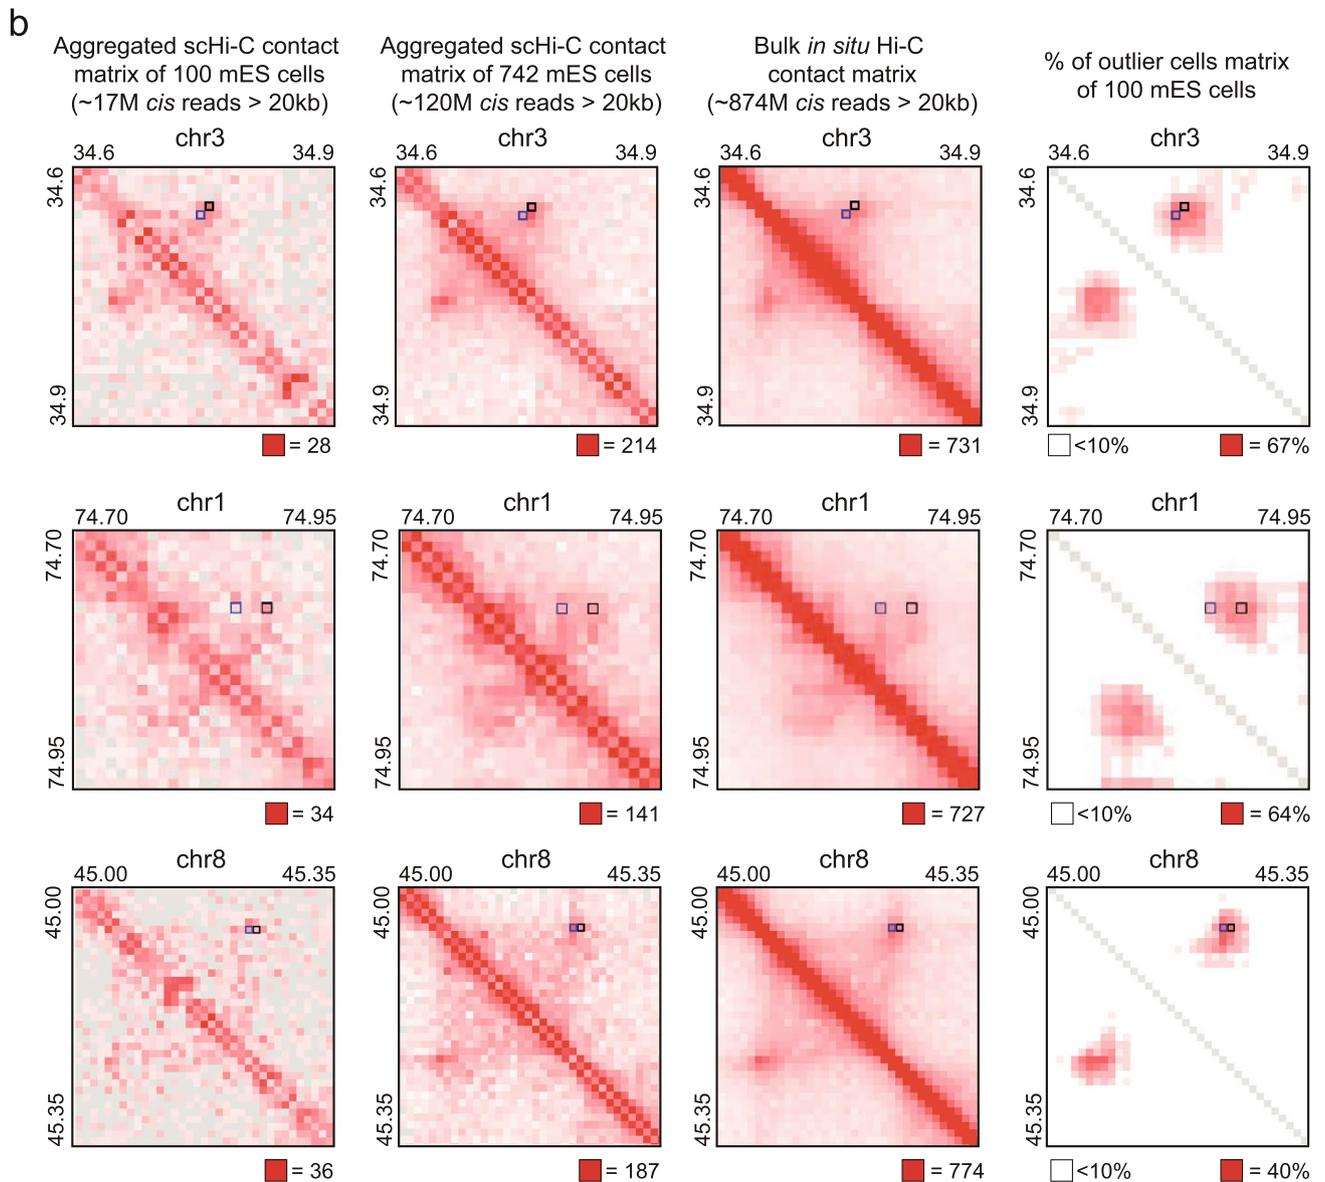 b
Aggregated scHi-C contact
matrix of 100 mES cells
(~17M cis reads > 20kb)
Aggregated scHi-C contact
matrix of 742 mES cells
(~120M cis reads > 20kb)
Bulk in situ Hi-C
contact matrix
(~874M cis reads > 20kb)
% of outlier cells matrix
of 100 mES cells
chr3
34.6 34.9
34.6
34.9
= 28
chr3
34.6 34.9
34.6
34.9
= 214
chr3
34.6 34.9
34.6
34.9
= 731
chr3
34.6 34.9
34.6
34.9
<10% = 67%
chr1
74.70 74.95
74.70
74.95
= 34
chr1
74.70 74.95
74.70
74.95
= 141
chr1
74.70 74.95
74.70
74.95
= 727
chr1
74.70 74.95
74.70
74.95
<10% = 64%
chr8
45.00 45.35
45.00
45.35
= 36
chr8
45.00 45.35
45.00
45.35
= 187
chr8
45.00 45.35
45.00
45.35
= 774
chr8
45.00 45.35
45.00
45.35
<10% = 40%